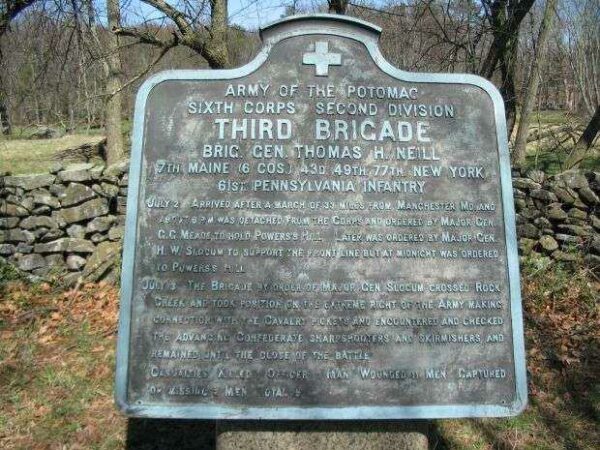 ARMY OF THE POTOMAC
SIXTH CORPS SECOND DIVISION
THIRD BRIGADE
BRIG. GEN. THOMAS H. NEILL
7TH MAINE (6 COS.) 43D. 49TH. 77TH NEW YORK
61ST PENNSYLVANIA INFANTRY
JULY 2 ARRIVED AFTER A MARCH OF MILES FROM MANCHESTER MD AND
WAS DETACHED FROM THE CORPS AND ORDERED BY MAJOR GEN.
G. G. MEADE TO HOLD POWERS'S HILL LATER WAS ORDERED BY MAJOR GEN.
H. W. SLOCUM TO SUPPORT THE FRONT LINE BUT AT MIDNIGHT WAS ORDERED
TO POWERS'S HILL
JULY 3. THE BRIGADE BY ORDER OF MAJOR GEN SLOCUM CROSSED ROCK
CREEK AND TOOK POSITION ON THE EXTREME RIGHT OF THE ARMY MAKING
CONNECTION WITH THE CAVALRY PICKETS AND ENCOUNTERED AND CHECKED
THE ADVANCING CONFEDERATE SHARPSHOOTERS AND SKIRMISHERS AND
REMAINED UNTIL THE CLOSE OF THE BATTLE
CASUALTIES KILLED OFFICER MAN WOUNDED 11 MEN CAPTURED
OR MISSING 2 MEN TOTAL